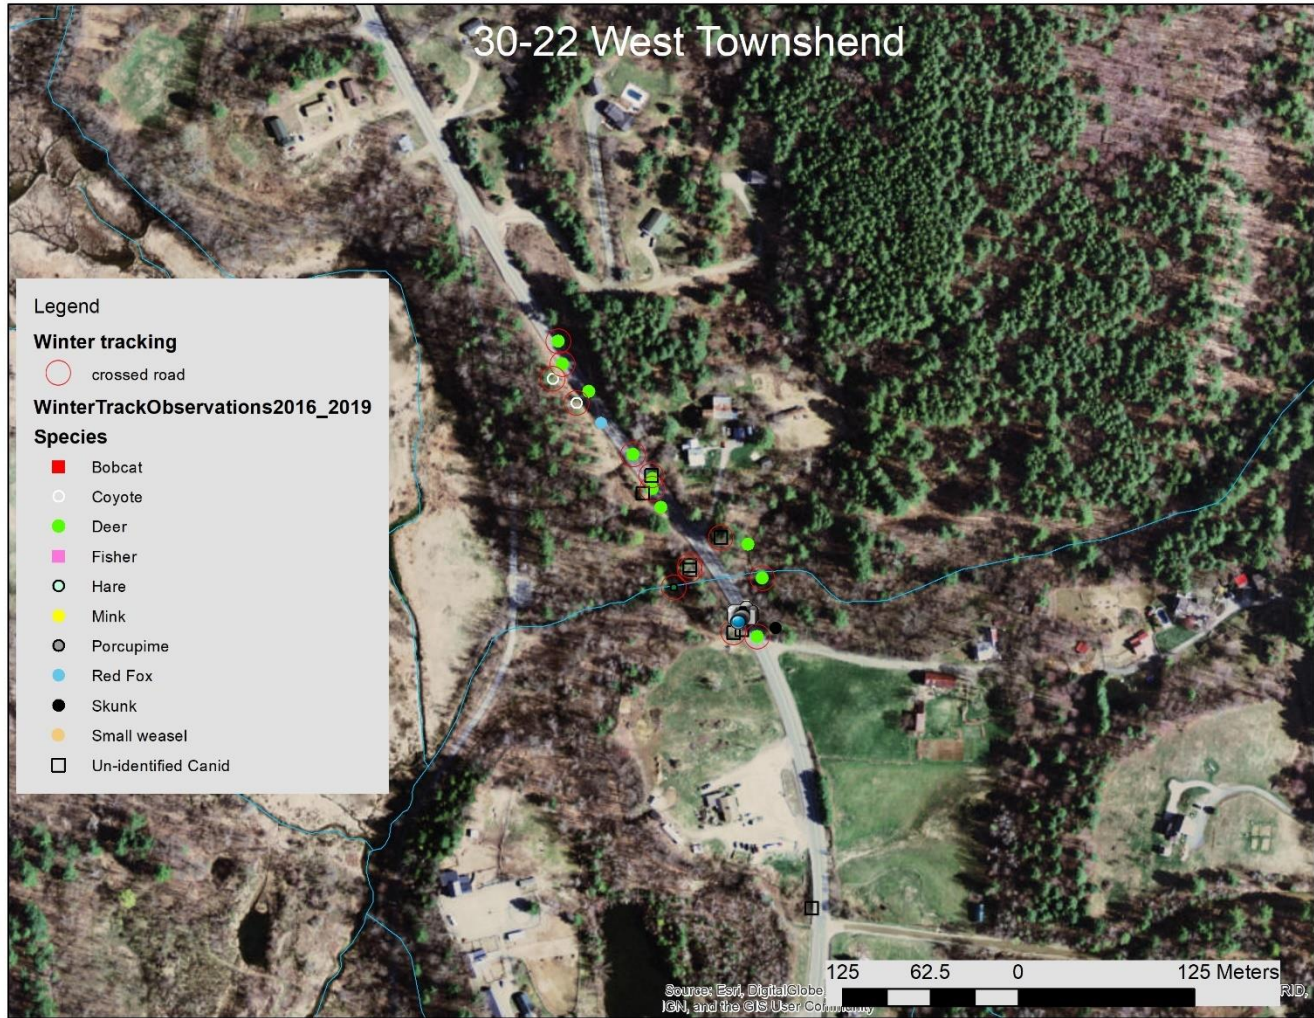 30-22 West Townshend
Legend
Winter tracking
crossed road
WinterTrackObservations2016_2019
Species
Bobcat
Coyote
Deer
Fisher
Hare
Mink
Porcupime
Red Fox
Skunk
Small weasel
Un-identified Canid
125 62.5 0 125 Meters
Source: Esri, DigitalGlobe
IGN, and the GIS User Community